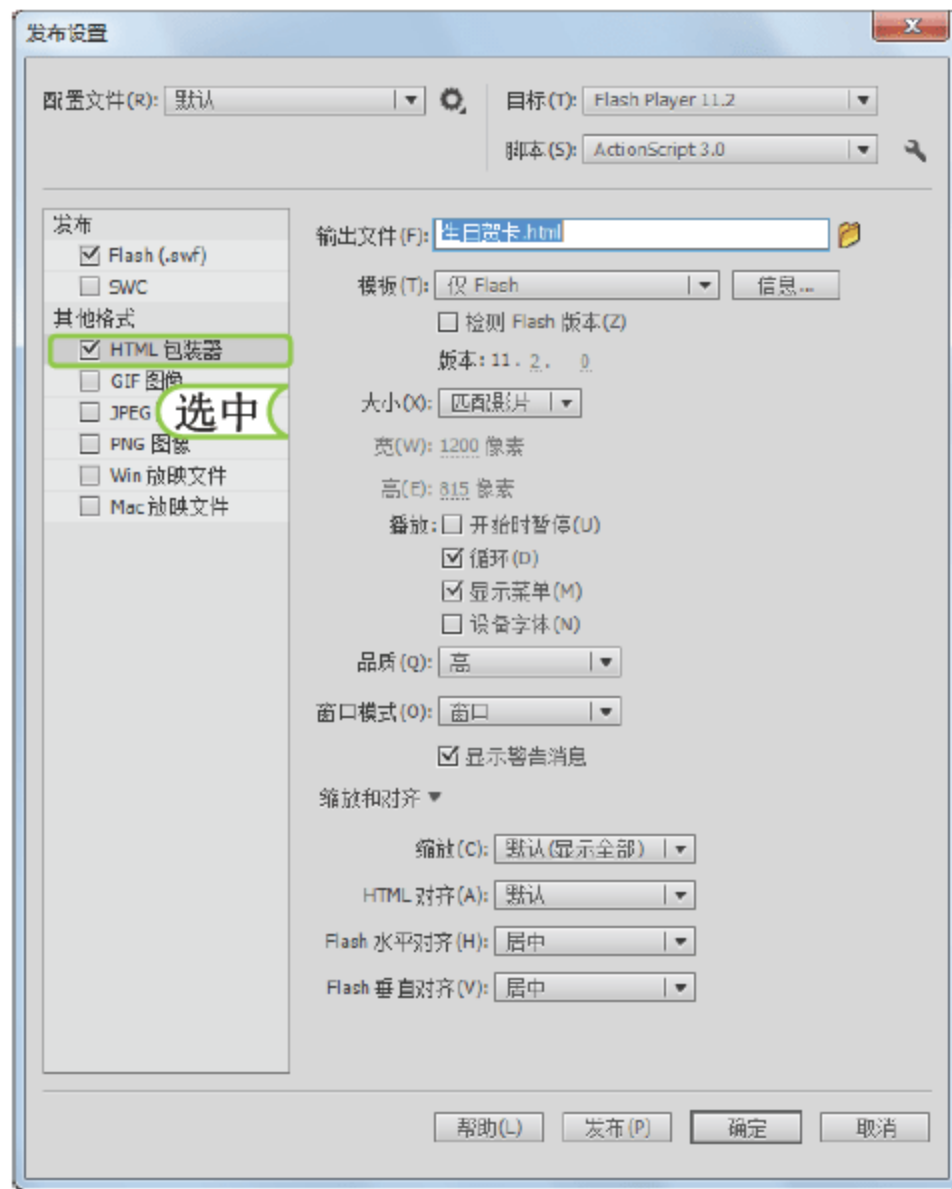 发布设置
配置文件(R): 默认
目标(T): Flash Player 11.2
脚本(S): ActionScript 3.0
发布
Flash (.swf)
SWC
其他格式
HTML 包装器
GIF 图像
JPEG
选中
PNG 图像
Win 放映文件
Mac 放映文件
输出文件(F): 生日贺卡.html
模板(T): 仅 Flash 信息...
检测 Flash 版本(Z)
版本: 11. 2. 0
大小(X): 匹配影片
宽(W): 1200 像素
高(E): 815 像素
播放: 开始时暂停(U)
循环(D)
显示菜单(M)
设备字体(N)
品质(Q): 高
窗口模式(O): 窗口
显示警告消息
缩放和对齐
缩放(C): 默认(显示全部)
HTML 对齐(A): 默认
Flash 水平对齐(H): 居中
Flash 垂直对齐(V): 居中
帮助(L) 发布(P) 确定 取消